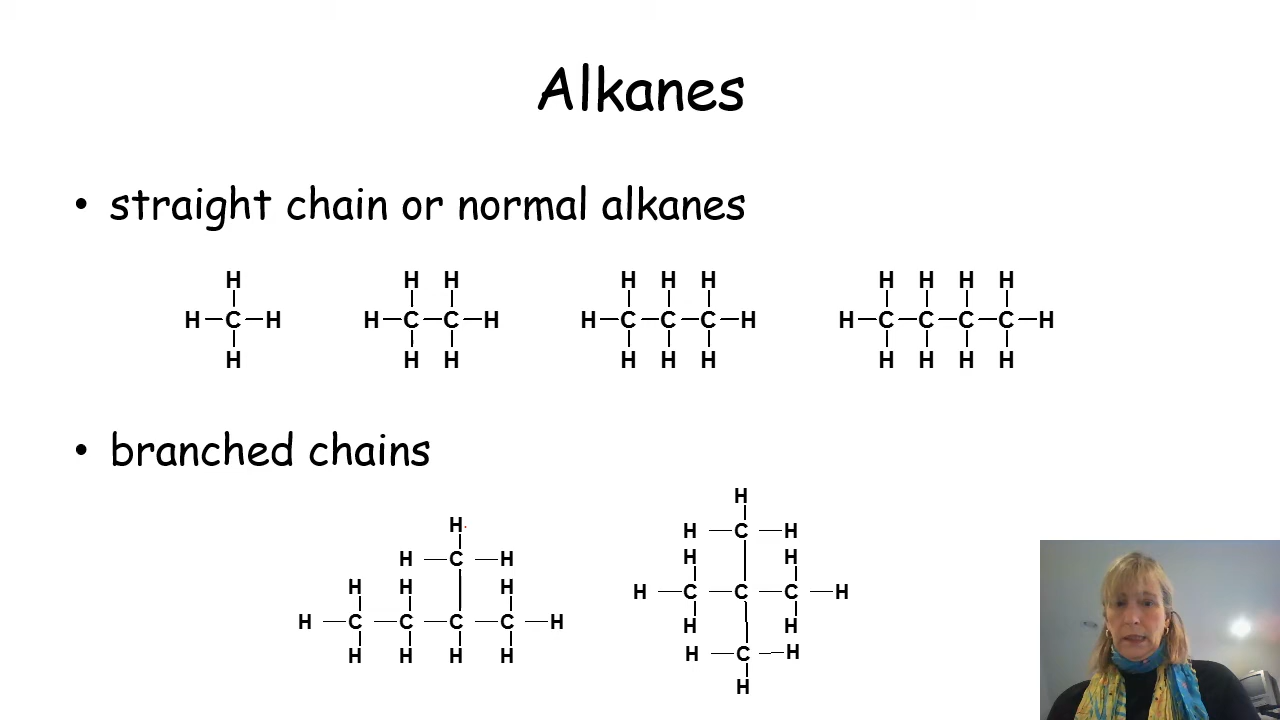 Alkanes
• straight chain or normal alkanes
H H H H H H H H H H
H C H H C C H H C C C H H C C C C H
H H H H H H H H H H
• branched chains
H
H
H C H
H C H
H H H
H H
H C C C C H
H C C C H
H H H H
H H
H C H
H